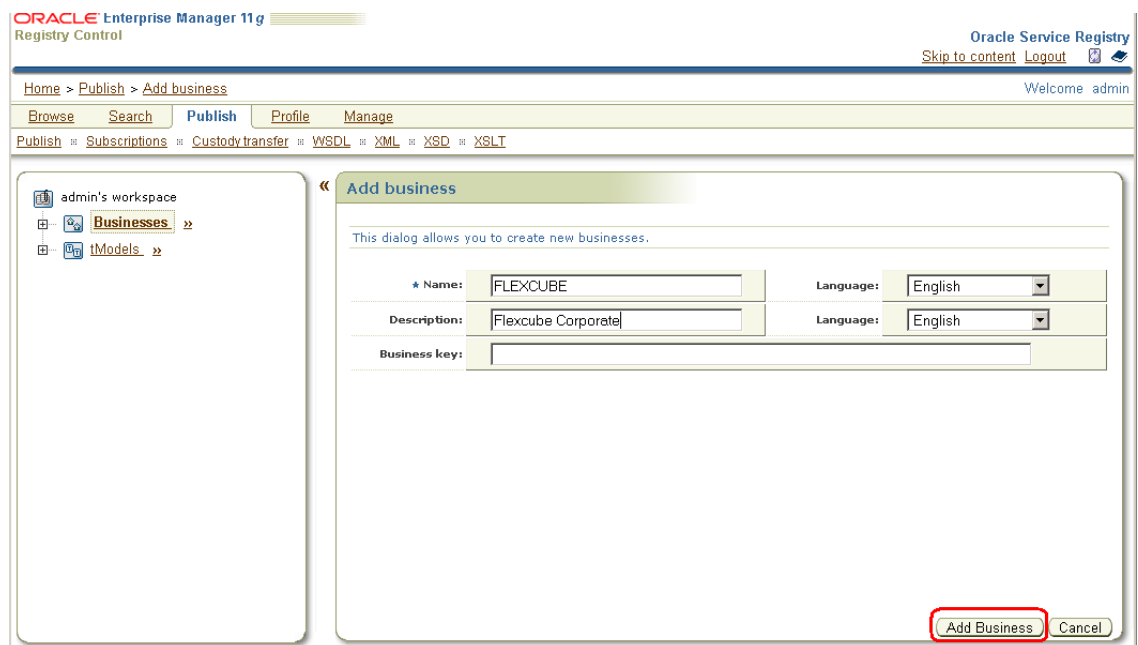 ORACLE Enterprise Manager 11g
Registry Control
Oracle Service Registry
Skip to content Logout
Home > Publish > Add business
Welcome admin
Browse Search Publish Profile Manage
Publish Subscriptions Custody transfer WSDL XML XSD XSLT
admin's workspace
Businesses »
tModels »
«
Add business
This dialog allows you to create new businesses.
* Name: FLEXCUBE Language: English
Description: Flexcube Corporate Language: English
Business key:
Add Business Cancel